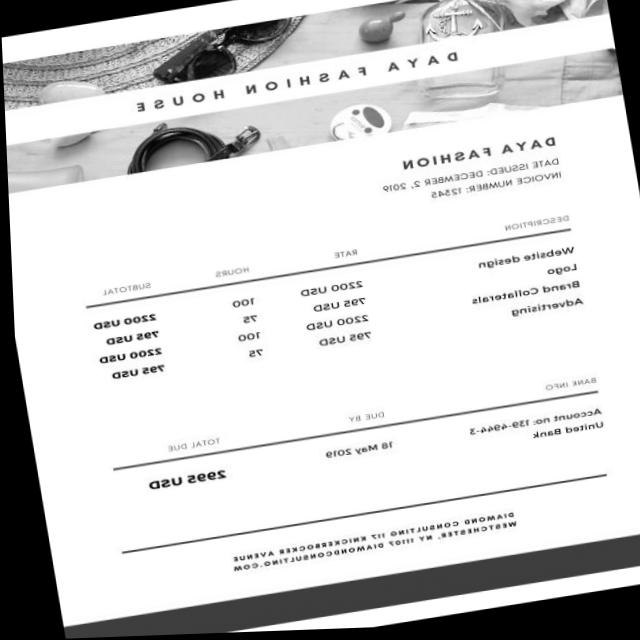 DAYA FASHION HOUSE
DAYA FASHION
DATE ISSUED: DECEMBER 2, 2019
INVOICE NUMBER: 12345
DESCRIPTION RATE HOURS SUBTOTAL
Website design 2200 USD 100 2200 USD
Logo 795 USD 75 795 USD
Brand Collaterals 2200 USD 100 2200 USD
Advertising 795 USD 75 795 USD
BANK INFO DUE BY TOTAL DUE
Account no: 139-4944-3 18 May 2019 2995 USD
United Bank
DIAMOND CONSULTING 117 KNICKERBOCKER AVENUE
WESTCHESTER, NY 11107 DIAMONDCONSULTING.COM